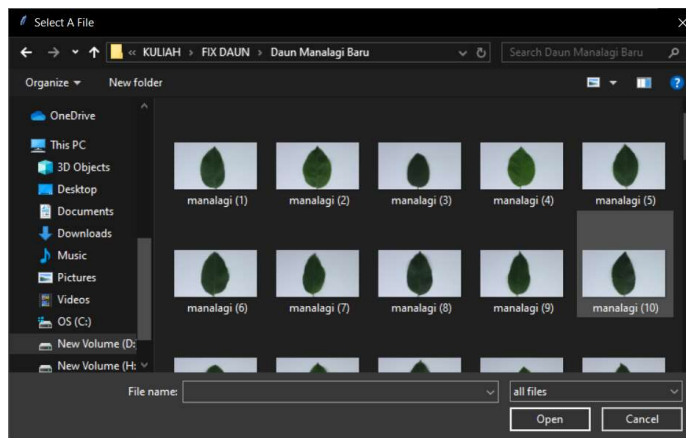 Select A File
« KULIAH > FIX DAUN > Daun Manalagi Baru
Search Daun Manalagi Baru
Organize
New folder
OneDrive
This PC
3D Objects
Desktop
Documents
Downloads
Music
Pictures
Videos
OS (C:)
New Volume (D:
New Volume (H:
manalagi (1) manalagi (2) manalagi (3) manalagi (4) manalagi (5)
manalagi (6) manalagi (7) manalagi (8) manalagi (9) manalagi (10)
File name:
all files
Open Cancel